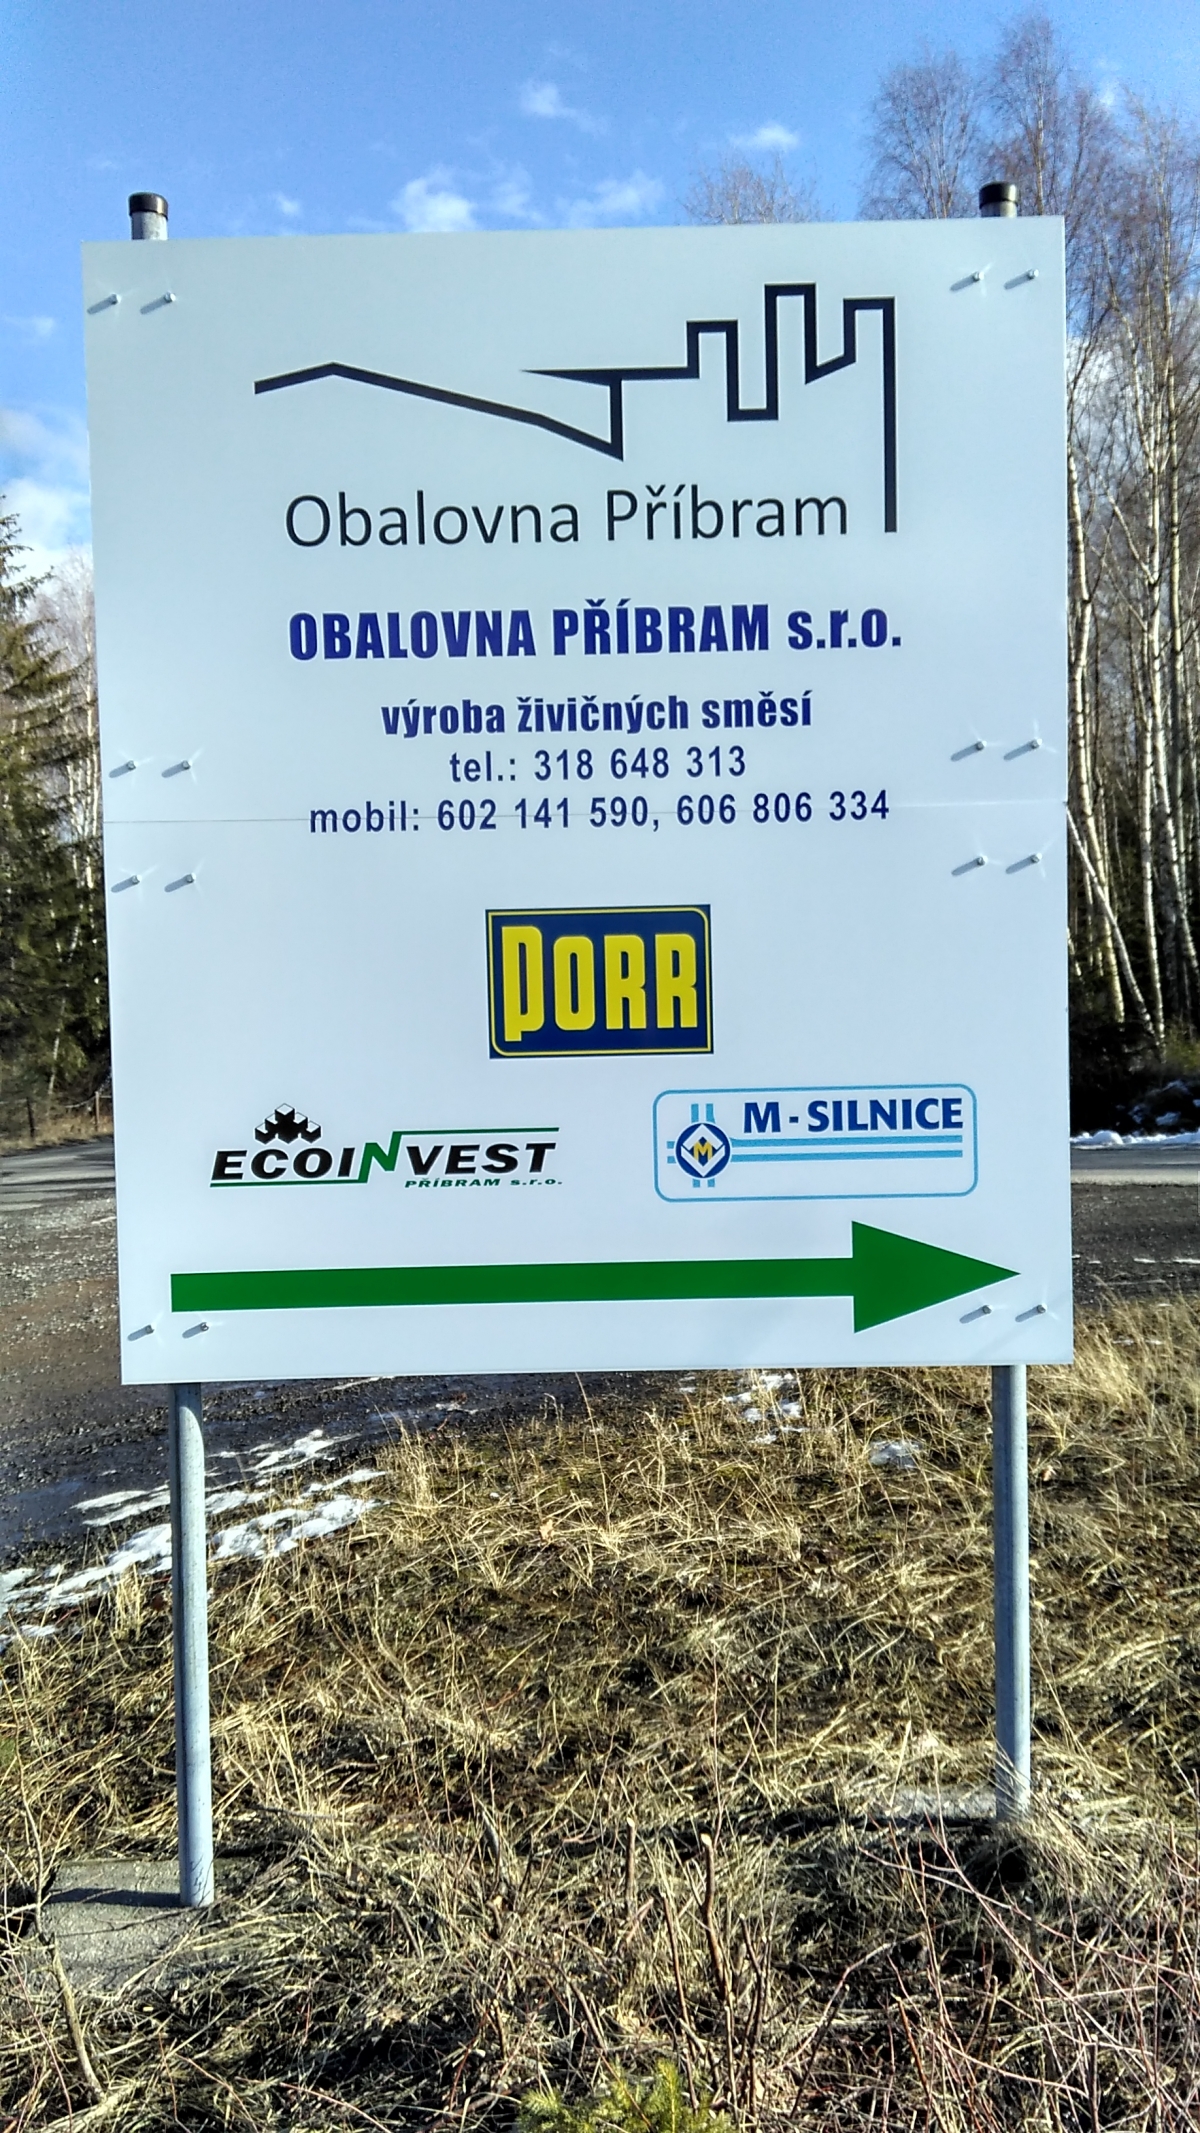 Obalovna Příbram
OBALOVNA PŘÍBRAM s.r.o.
výroba živičných směsí
tel.: 318 648 313
mobil: 602 141 590, 606 806 334
PORR
ECOINVEST
PŘÍBRAM s.r.o.
M - SILNICE
M